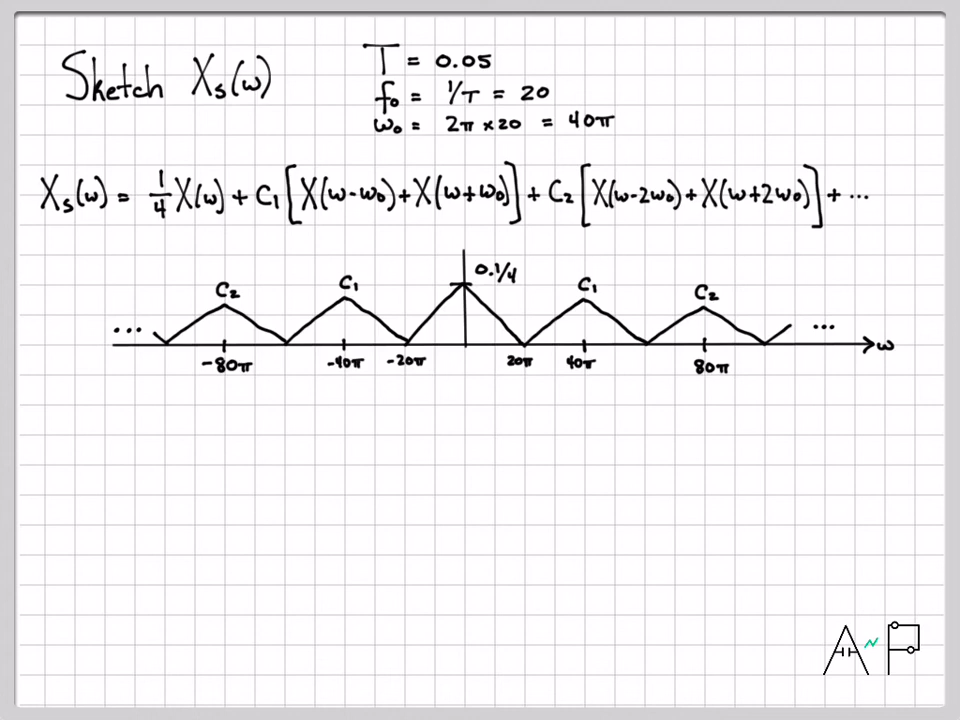 Sketch Xs(ω)
T = 0.05
f₀ = 1/T = 20
ω₀ = 2π × 20 = 40π
Xs(ω) = 1/4 X(ω) + C₁[X(ω-ω₀)+X(ω+ω₀)] + C₂[X(ω-2ω₀)+X(ω+2ω₀)] + ...
0.1/4
C₂ C₁ C₁ C₂
... ...
-80π -40π -20π 20π 40π 80π ω